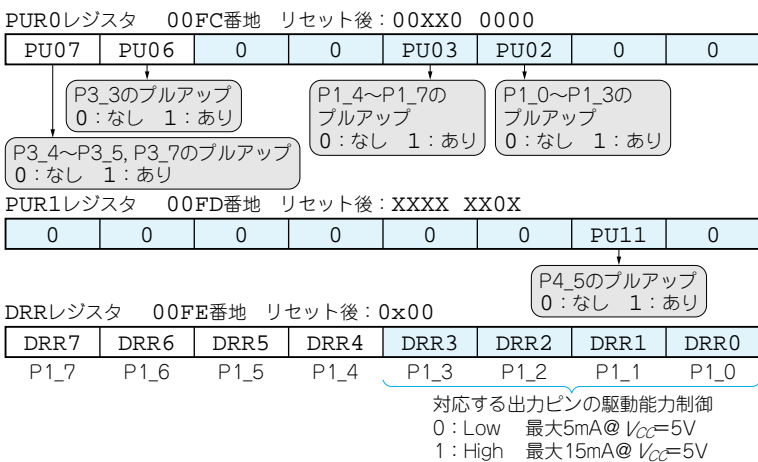 PUR0レジスタ 00FC番地 リセット後：00XX0 0000
PU07 PU06 0 0 PU03 PU02 0 0
P3_3のプルアップ
0：なし 1：あり
P1_4〜P1_7の
プルアップ
0：なし 1：あり
P1_0〜P1_3の
プルアップ
0：なし 1：あり
P3_4〜P3_5, P3_7のプルアップ
0：なし 1：あり
PUR1レジスタ 00FD番地 リセット後：XXXX XX0X
0 0 0 0 0 0 PU11 0
P4_5のプルアップ
0：なし 1：あり
DRRレジスタ 00FE番地 リセット後：0x00
DRR7 DRR6 DRR5 DRR4 DRR3 DRR2 DRR1 DRR0
P1_7 P1_6 P1_5 P1_4 P1_3 P1_2 P1_1 P1_0
対応する出力ピンの駆動能力制御
0：Low 最大5mA@VCC=5V
1：High 最大15mA@VCC=5V